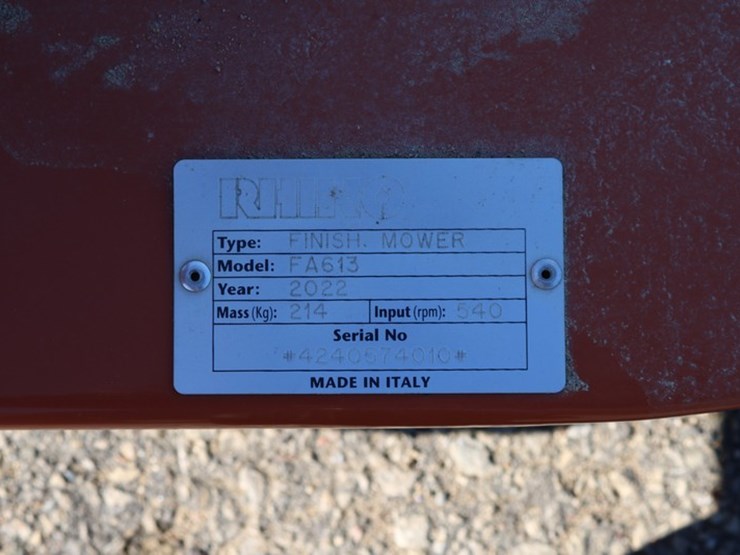 RHINO
Type: FINISH. MOWER
Model: FA613
Year: 2022
Mass (Kg): 214 Input (rpm): 540
Serial No
#4240574010#
MADE IN ITALY